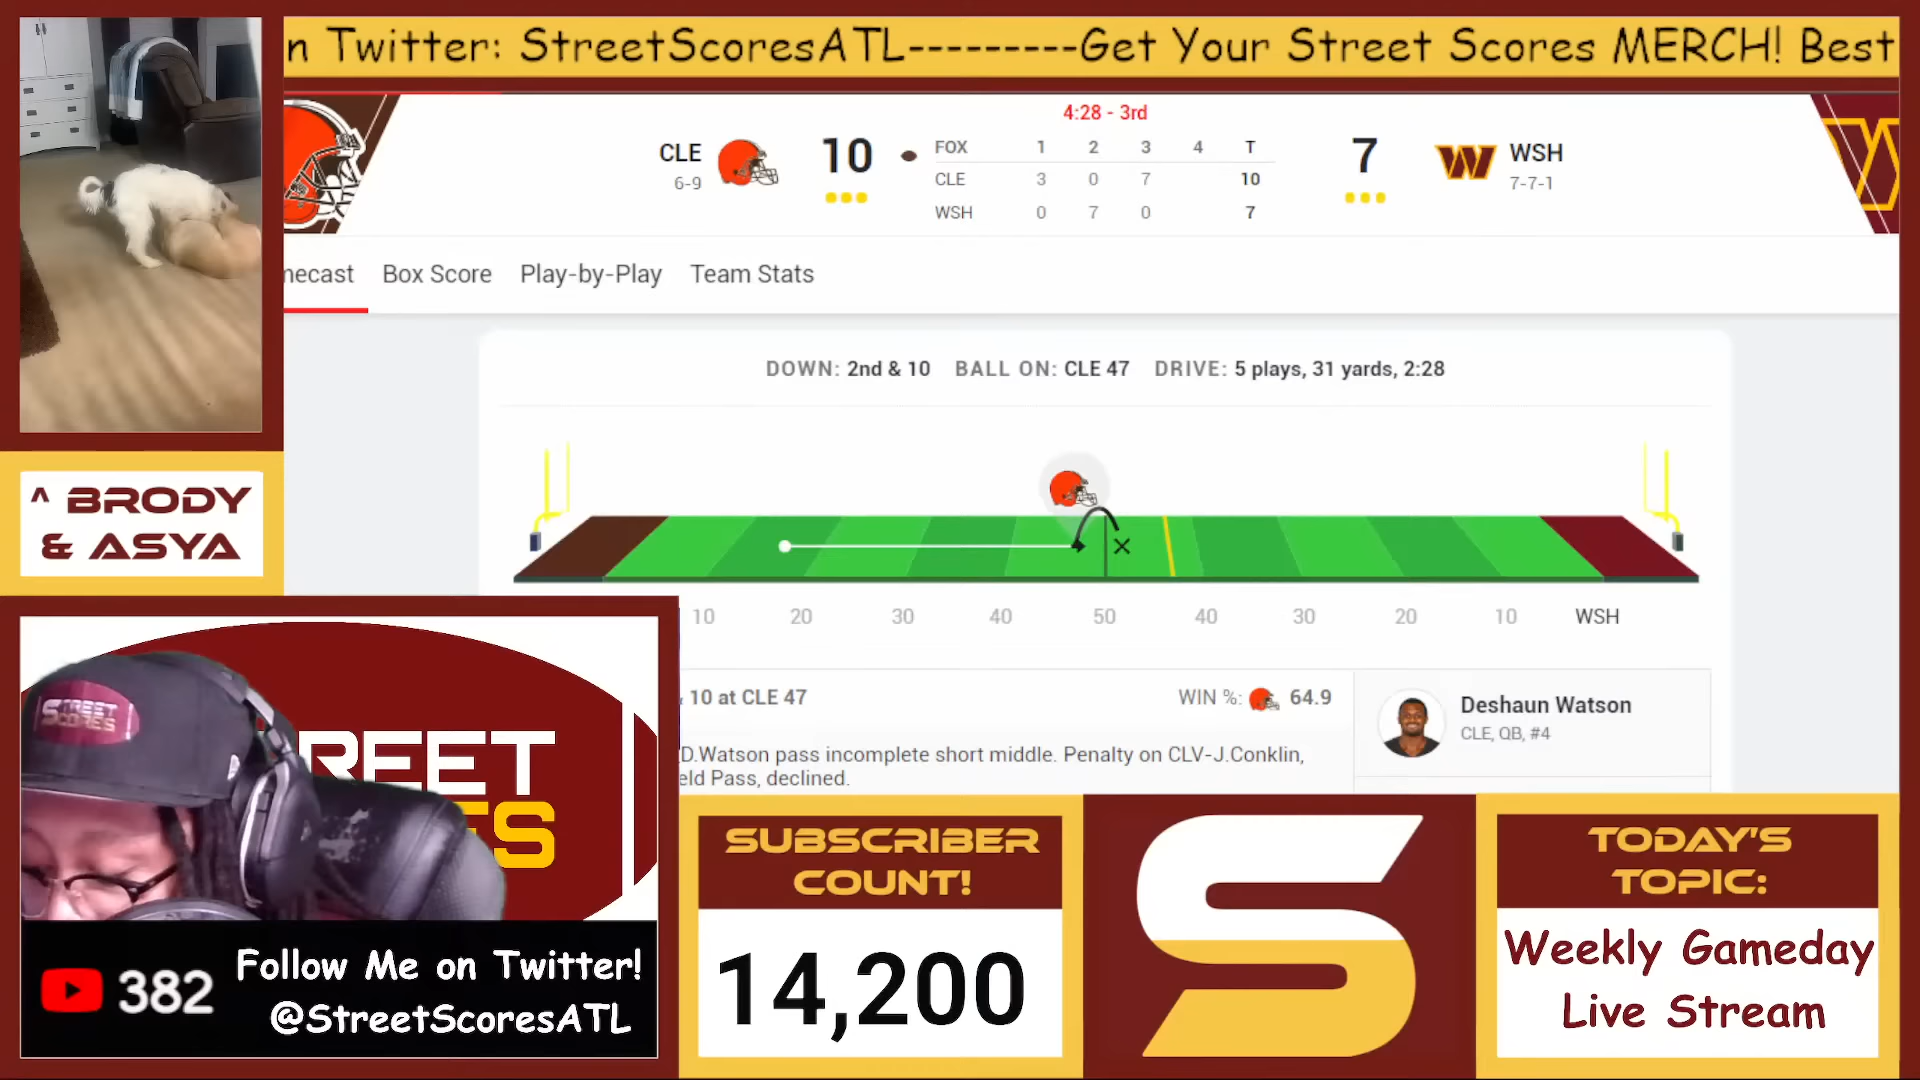 n Twitter: StreetScoresATL---------Get Your Street Scores MERCH! Best
4:28 - 3rd
CLE
6-9
10
FOX 1 2 3 4 T
CLE 3 0 7 10
WSH 0 7 0 7
7
WSH
7-7-1
necast Box Score Play-by-Play Team Stats
DOWN: 2nd & 10 BALL ON: CLE 47 DRIVE: 5 plays, 31 yards, 2:28
10 20 30 40 50 40 30 20 10 WSH
10 at CLE 47
WIN %: 64.9
D.Watson pass incomplete short middle. Penalty on CLV-J.Conklin,
eld Pass, declined.
Deshaun Watson
CLE, QB, #4
^ BRODY
& ASYA
STREET
SCORES
REET
ES
382
Follow Me on Twitter!
@StreetScoresATL
SUBSCRIBER
COUNT!
14,200
S
TODAY'S
TOPIC:
Weekly Gameday
Live Stream